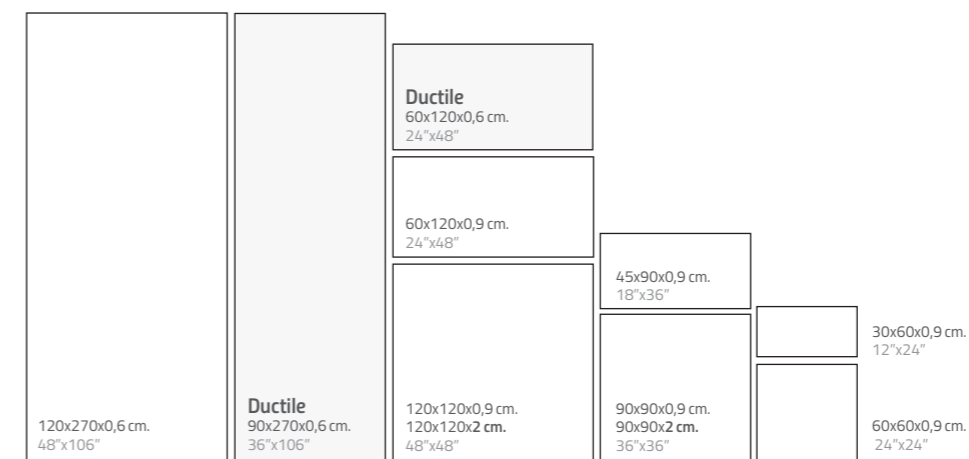 120x270x0,6 cm.
48”x106”
Ductile
90x270x0,6 cm.
36”x106”
Ductile
60x120x0,6 cm.
24”x48”
60x120x0,9 cm.
24”x48”
120x120x0,9 cm.
120x120x2 cm.
48”x48”
45x90x0,9 cm.
18”x36”
90x90x0,9 cm.
90x90x2 cm.
36”x36”
30x60x0,9 cm.
12”x24”
60x60x0,9 cm.
24”x24”